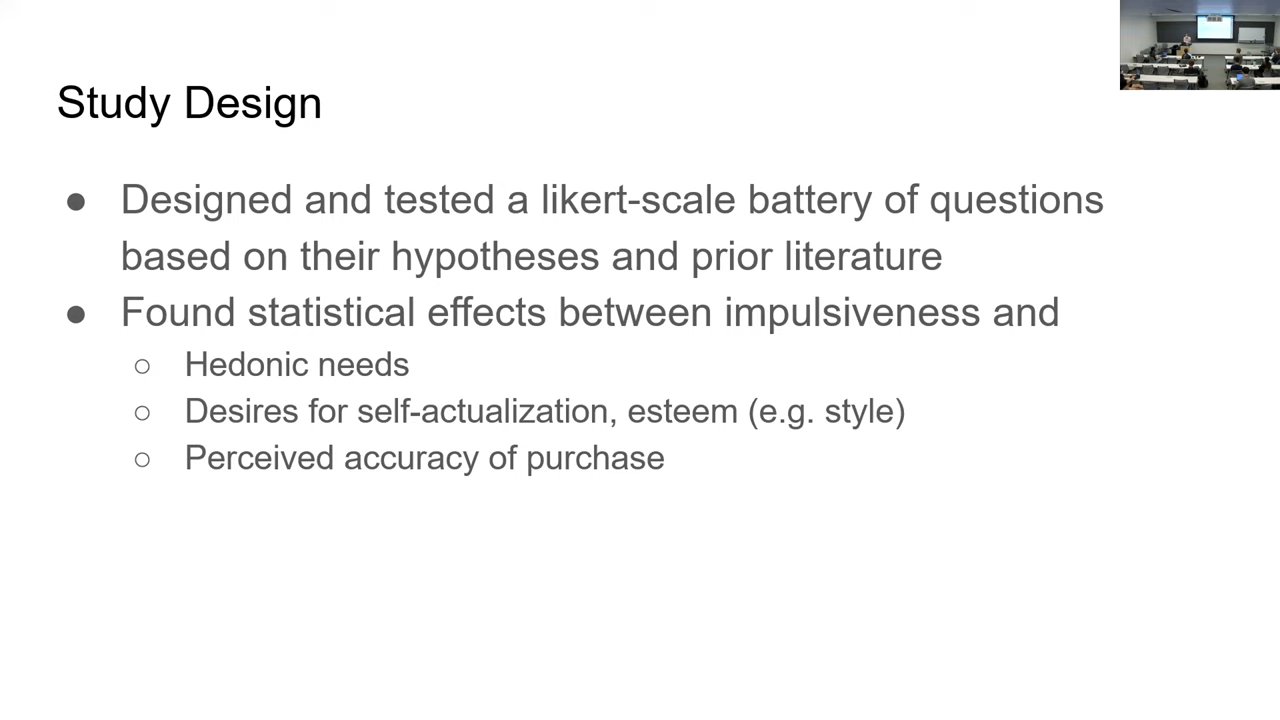 Study Design
● Designed and tested a likert-scale battery of questions
based on their hypotheses and prior literature
● Found statistical effects between impulsiveness and
○ Hedonic needs
○ Desires for self-actualization, esteem (e.g. style)
○ Perceived accuracy of purchase